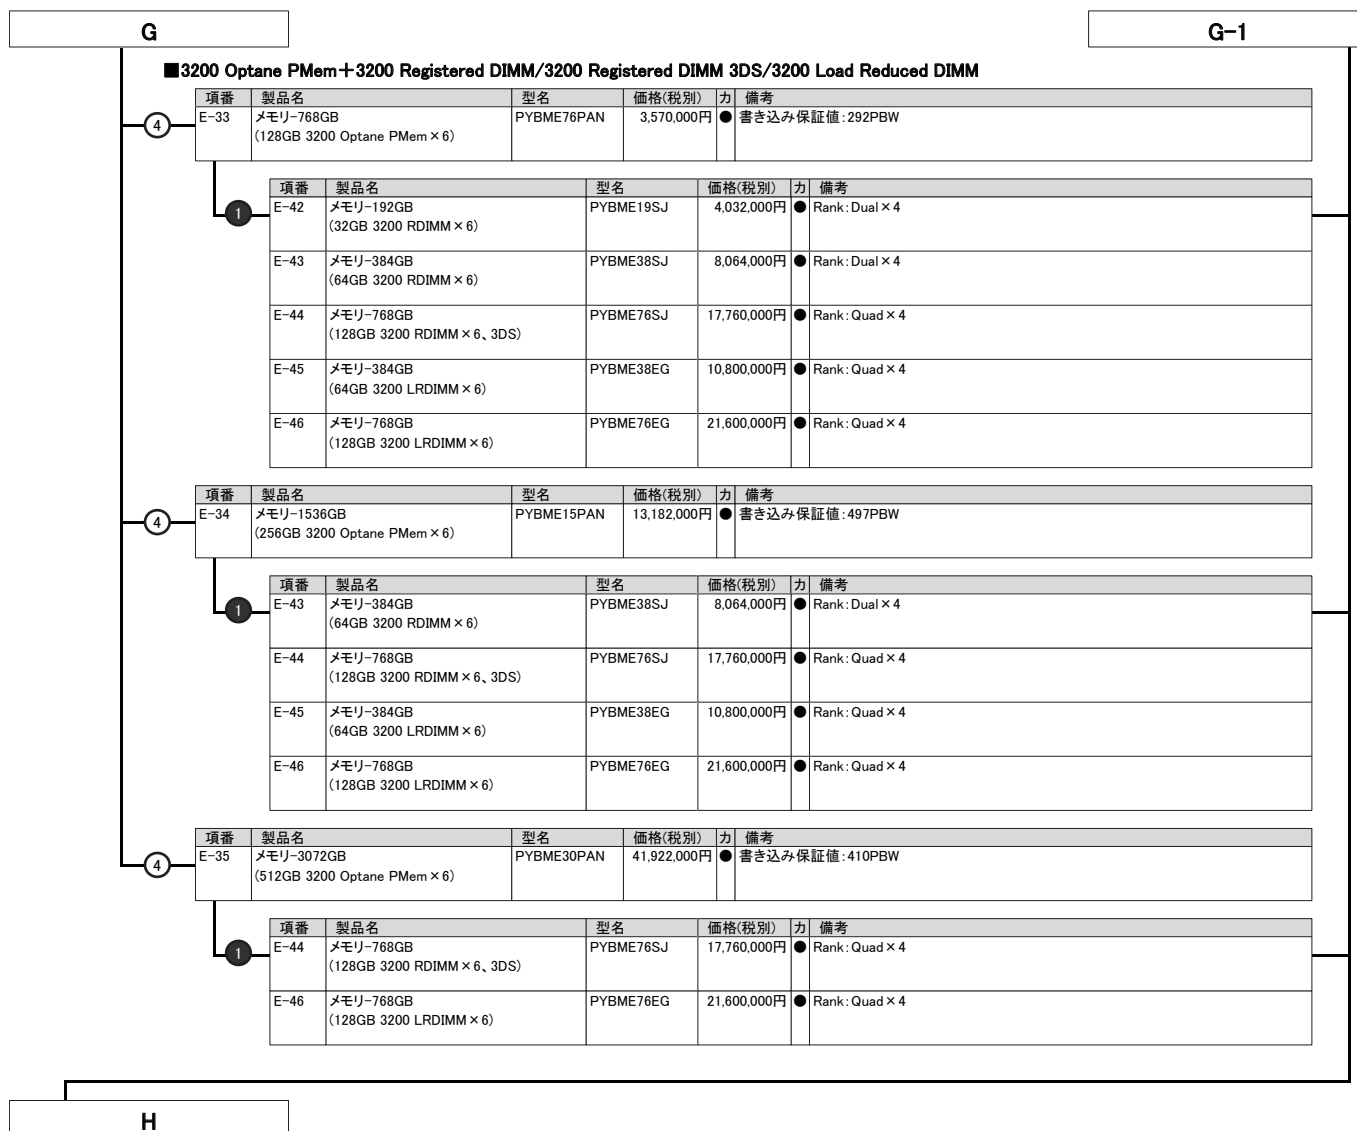 G
G-1
■3200 Optane PMem+3200 Registered DIMM/3200 Registered DIMM 3DS/3200 Load Reduced DIMM
項番 製品名 型名 価格(税別) カ 備考
4 E-33 メモリ-768GB PYBME76PAN 3,570,000円 ● 書き込み保証値:292PBW
(128GB 3200 Optane PMem×6)
項番 製品名 型名 価格(税別) カ 備考
1 E-42 メモリ-192GB PYBME19SJ 4,032,000円 ● Rank:Dual×4
(32GB 3200 RDIMM×6)
E-43 メモリ-384GB PYBME38SJ 8,064,000円 ● Rank:Dual×4
(64GB 3200 RDIMM×6)
E-44 メモリ-768GB PYBME76SJ 17,760,000円 ● Rank:Quad×4
(128GB 3200 RDIMM×6、3DS)
E-45 メモリ-384GB PYBME38EG 10,800,000円 ● Rank:Quad×4
(64GB 3200 LRDIMM×6)
E-46 メモリ-768GB PYBME76EG 21,600,000円 ● Rank:Quad×4
(128GB 3200 LRDIMM×6)
項番 製品名 型名 価格(税別) カ 備考
4 E-34 メモリ-1536GB PYBME15PAN 13,182,000円 ● 書き込み保証値:497PBW
(256GB 3200 Optane PMem×6)
項番 製品名 型名 価格(税別) カ 備考
1 E-43 メモリ-384GB PYBME38SJ 8,064,000円 ● Rank:Dual×4
(64GB 3200 RDIMM×6)
E-44 メモリ-768GB PYBME76SJ 17,760,000円 ● Rank:Quad×4
(128GB 3200 RDIMM×6、3DS)
E-45 メモリ-384GB PYBME38EG 10,800,000円 ● Rank:Quad×4
(64GB 3200 LRDIMM×6)
E-46 メモリ-768GB PYBME76EG 21,600,000円 ● Rank:Quad×4
(128GB 3200 LRDIMM×6)
項番 製品名 型名 価格(税別) カ 備考
4 E-35 メモリ-3072GB PYBME30PAN 41,922,000円 ● 書き込み保証値:410PBW
(512GB 3200 Optane PMem×6)
項番 製品名 型名 価格(税別) カ 備考
1 E-44 メモリ-768GB PYBME76SJ 17,760,000円 ● Rank:Quad×4
(128GB 3200 RDIMM×6、3DS)
E-46 メモリ-768GB PYBME76EG 21,600,000円 ● Rank:Quad×4
(128GB 3200 LRDIMM×6)
H